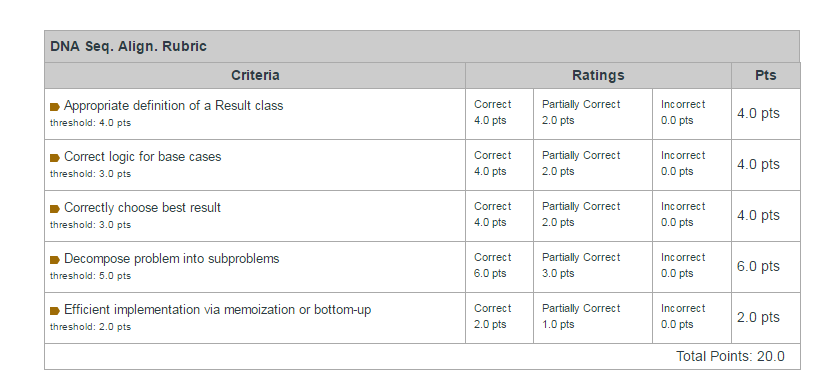 DNA Seq. Align. Rubric
Criteria Ratings Pts
Appropriate definition of a Result class
threshold: 4.0 pts
Correct
4.0 pts
Partially Correct
2.0 pts
Incorrect
0.0 pts
4.0 pts
Correct logic for base cases
threshold: 3.0 pts
Correct
4.0 pts
Partially Correct
2.0 pts
Incorrect
0.0 pts
4.0 pts
Correctly choose best result
threshold: 3.0 pts
Correct
4.0 pts
Partially Correct
2.0 pts
Incorrect
0.0 pts
4.0 pts
Decompose problem into subproblems
threshold: 5.0 pts
Correct
6.0 pts
Partially Correct
3.0 pts
Incorrect
0.0 pts
6.0 pts
Efficient implementation via memoization or bottom-up
threshold: 2.0 pts
Correct
2.0 pts
Partially Correct
1.0 pts
Incorrect
0.0 pts
2.0 pts
Total Points: 20.0